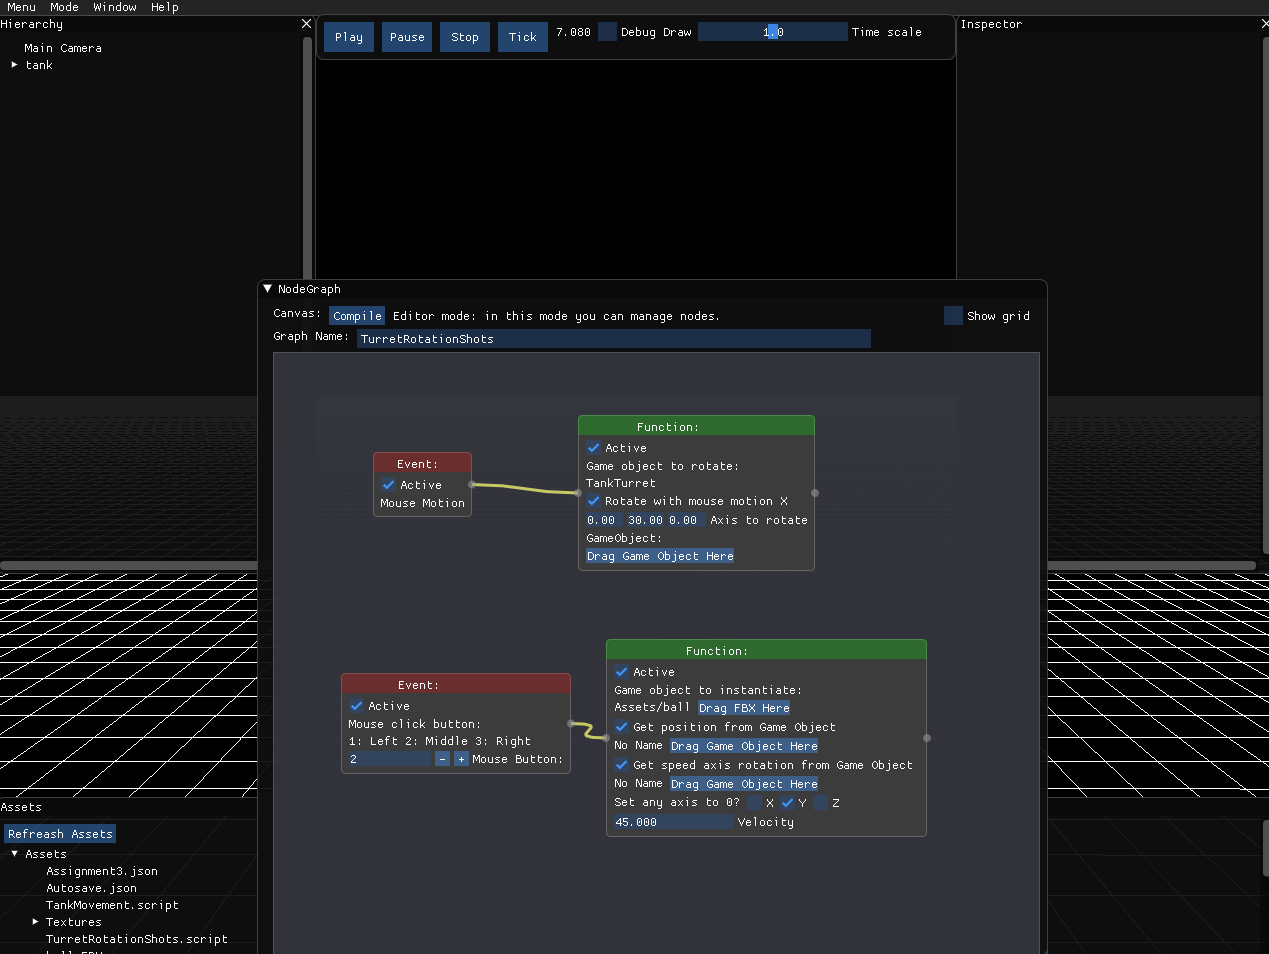 Menu Mode Window Help
Hierarchy
Main Camera
tank
Play Pause Stop Tick 7.080 Debug Draw 1.0 Time scale
Inspector
NodeGraph
Canvas: Compile Editor mode: in this mode you can manage nodes. Show grid
Graph Name: TurretRotationShots
Event:
Active
Mouse Motion
Function:
Active
Game object to rotate:
TankTurret
Rotate with mouse motion X
0.00 30.00 0.00 Axis to rotate
GameObject:
Drag Game Object Here
Event:
Active
Mouse click button:
1: Left 2: Middle 3: Right
2 - + Mouse Button:
Function:
Active
Game object to instantiate:
Assets/ball Drag FBX Here
Get position from Game Object
No Name Drag Game Object Here
Get speed axis rotation from Game Object
No Name Drag Game Object Here
Set any axis to 0? X Y Z
45.000 Velocity
Assets
Refreash Assets
Assets
Assignment3.json
Autosave.json
TankMovement.script
Textures
TurretRotationShots.script